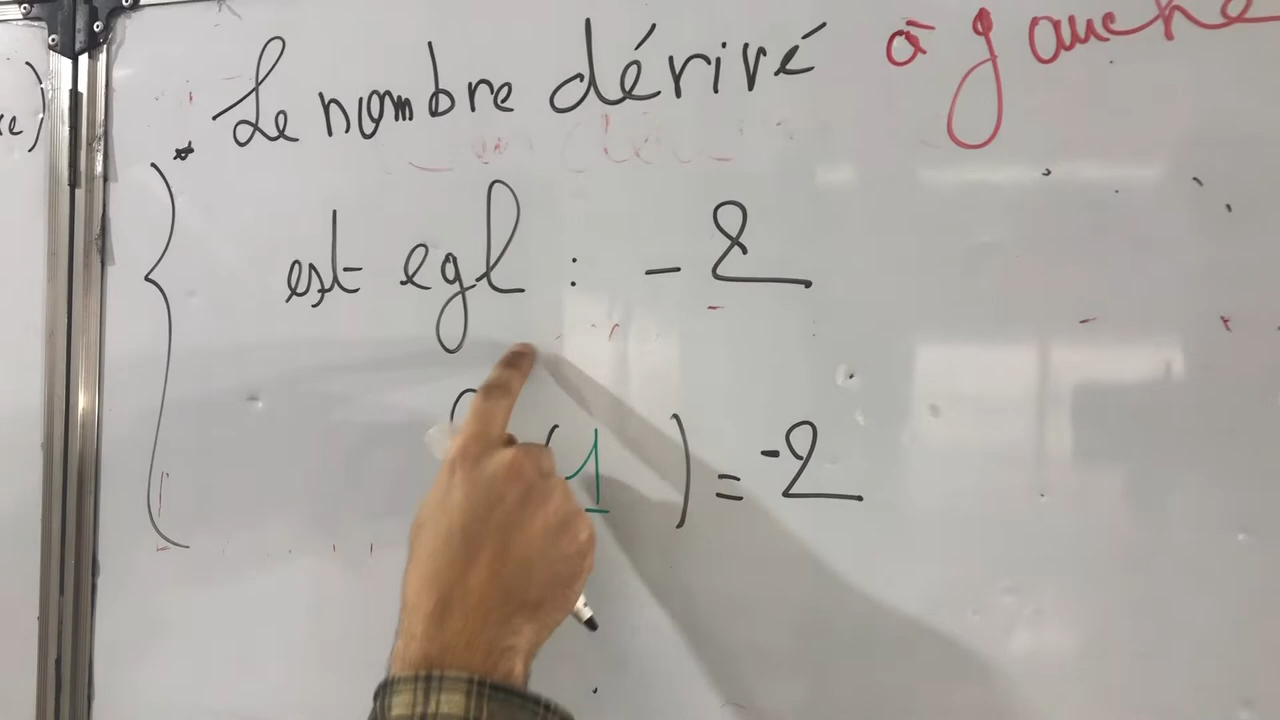 Le nombre dérivé à gauche
est egl : -2
(1) = -2